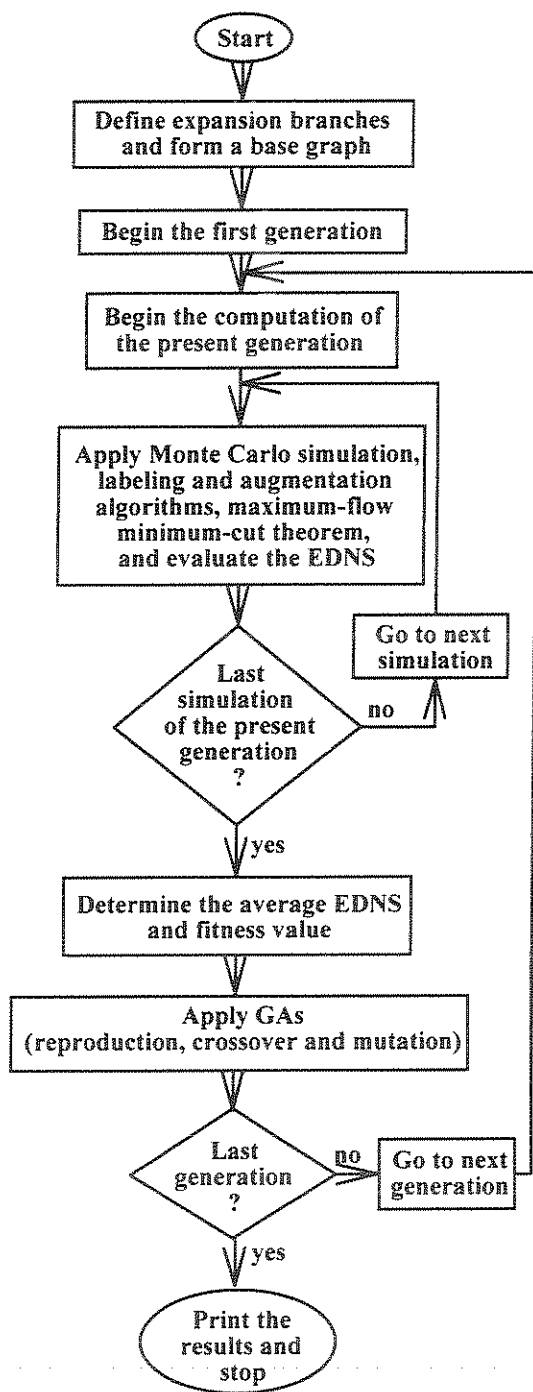 Start
Define expansion branches
and form a base graph
Begin the first generation
Begin the computation of
the present generation
Apply Monte Carlo simulation,
labeling and augmentation
algorithms, maximum-flow
minimum-cut theorem,
and evaluate the EDNS
Go to next
simulation
Last
simulation
of the present
generation
?
no
yes
Determine the average EDNS
and fitness value
Apply GAs
(reproduction, crossover and mutation)
Last
generation
?
no
Go to next
generation
yes
Print the
results and
stop